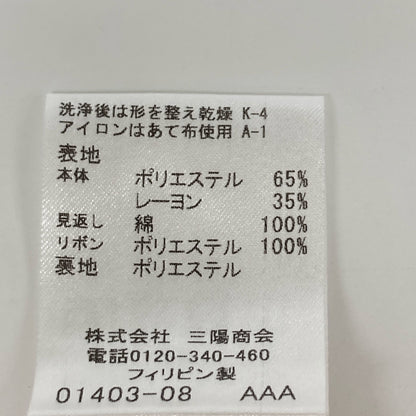 洗浄後は形を整え乾燥 K-4
アイロンはあて布使用 A-1
表地
本体 ポリエステル 65%
レーヨン 35%
見返し 綿 100%
リボン ポリエステル 100%
裏地 ポリエステル
株式会社 三陽商会
電話0120-340-460
フィリピン製
01403-08 AAA